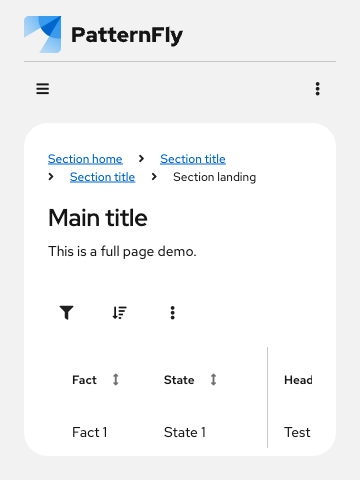 PatternFly
Section home Section title
Section title Section landing
Main title
This is a full page demo.
Fact State Head
Fact 1 State 1 Test